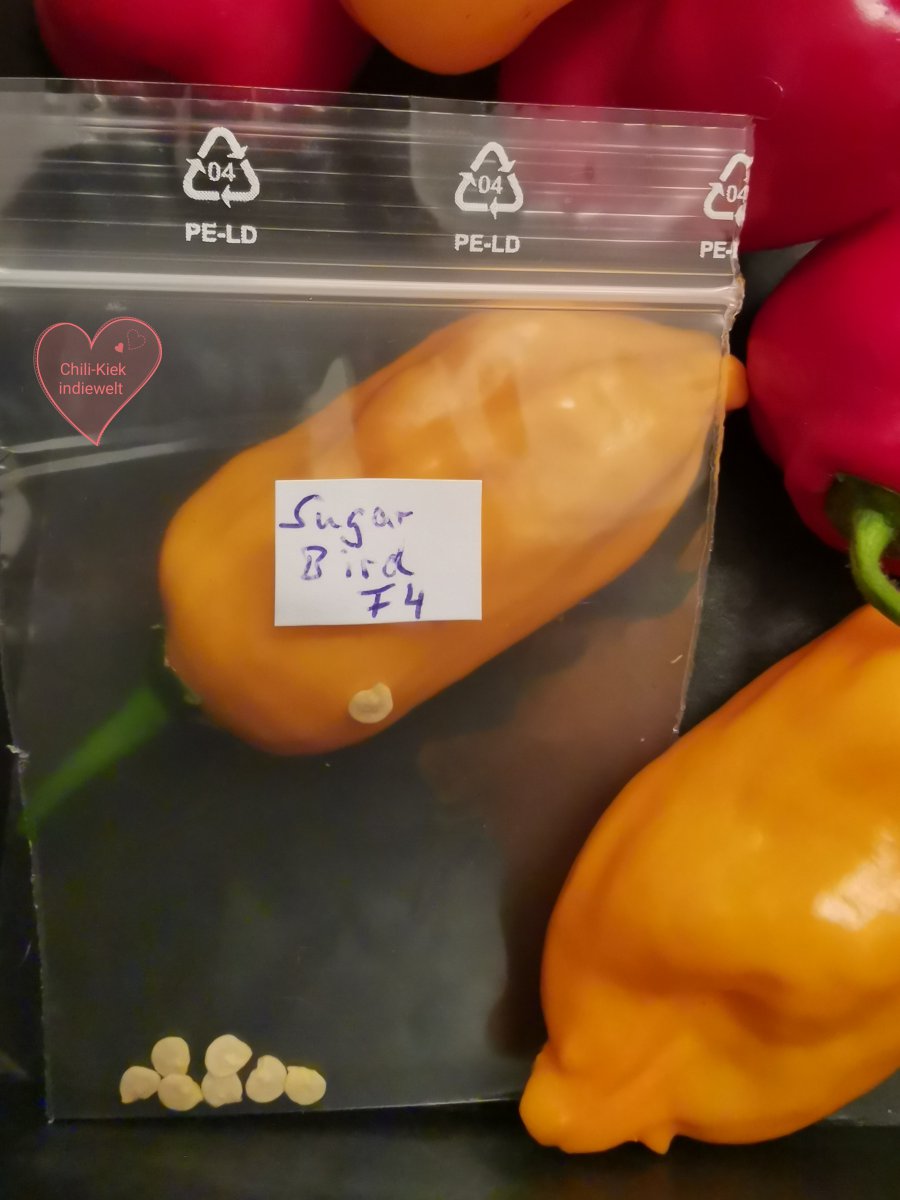 04
04
04
PE-LD
PE-LD
PE-
Chili-Kiek
indiewelt
Sugar
Bird
F4